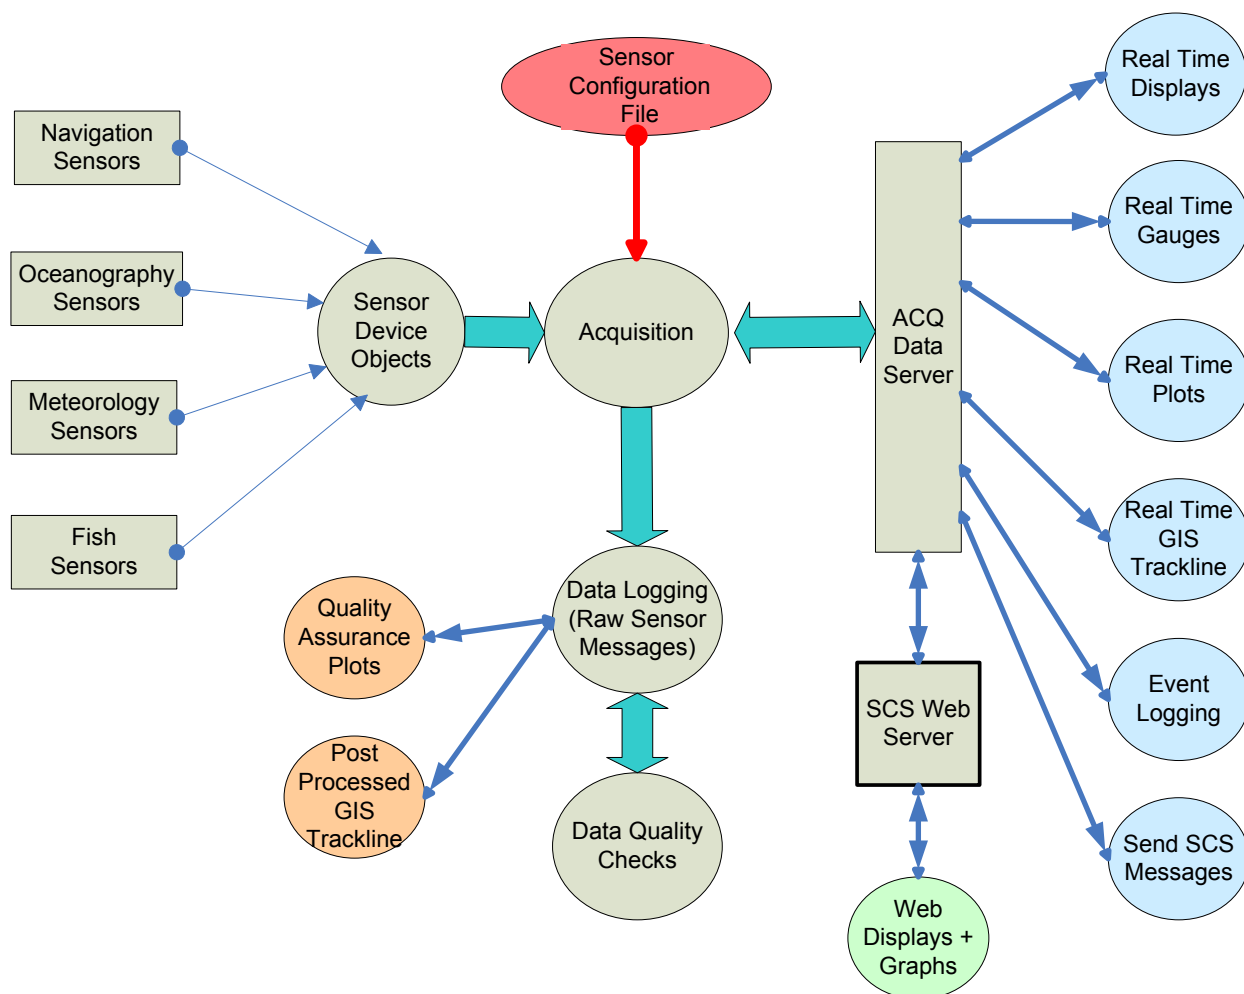 Sensor
Configuration
File
Navigation
Sensors
Oceanography
Sensors
Meteorology
Sensors
Fish
Sensors
Sensor
Device
Objects
Acquisition
ACQ
Data
Server
Real Time
Displays
Real Time
Gauges
Real Time
Plots
Real Time
GIS
Trackline
Event
Logging
Send SCS
Messages
Data Logging
(Raw Sensor
Messages)
Quality
Assurance
Plots
Post
Processed
GIS
Trackline
Data Quality
Checks
SCS Web
Server
Web
Displays +
Graphs